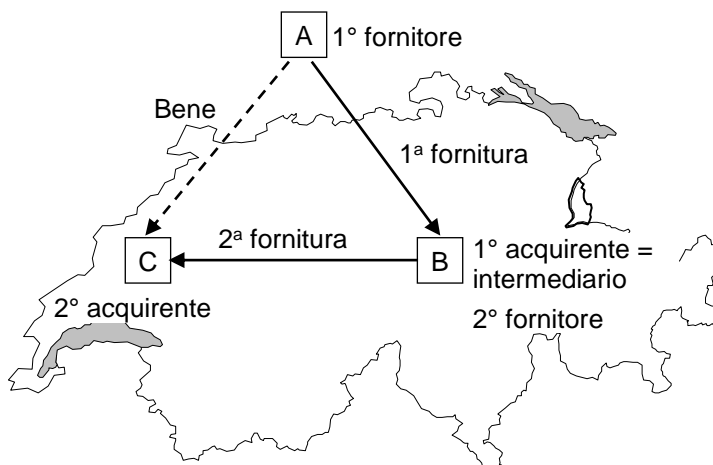 A
1° fornitore
Bene
1ª fornitura
2ª fornitura
C
B
1° acquirente =
intermediario
2° acquirente
2° fornitore